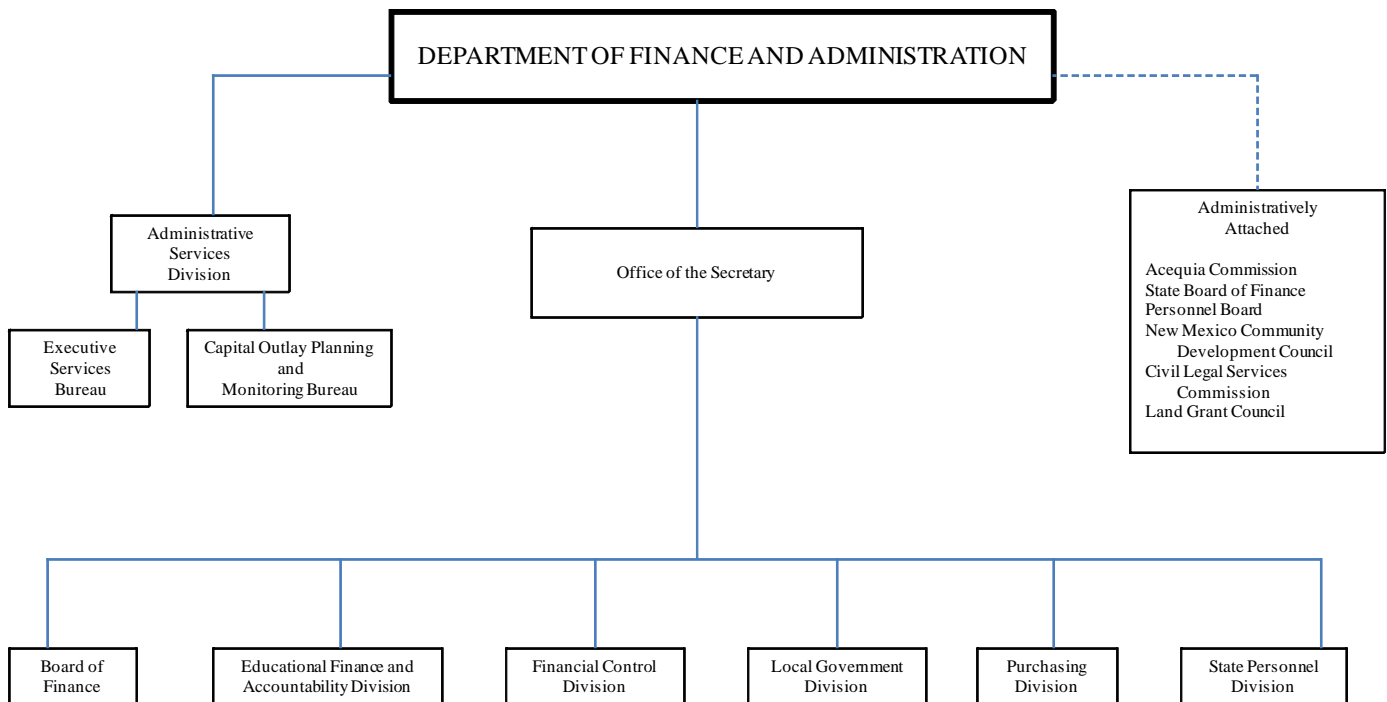 DEPARTMENT OF FINANCE AND ADMINISTRATION
Administrative
Services
Division
Office of the Secretary
Administratively
Attached
Acequia Commission
State Board of Finance
Personnel Board
New Mexico Community
Development Council
Civil Legal Services
Commission
Land Grant Council
Executive
Services
Bureau
Capital Outlay Planning
and
Monitoring Bureau
Board of
Finance
Educational Finance and
Accountability Division
Financial Control
Division
Local Government
Division
Purchasing
Division
State Personnel
Division